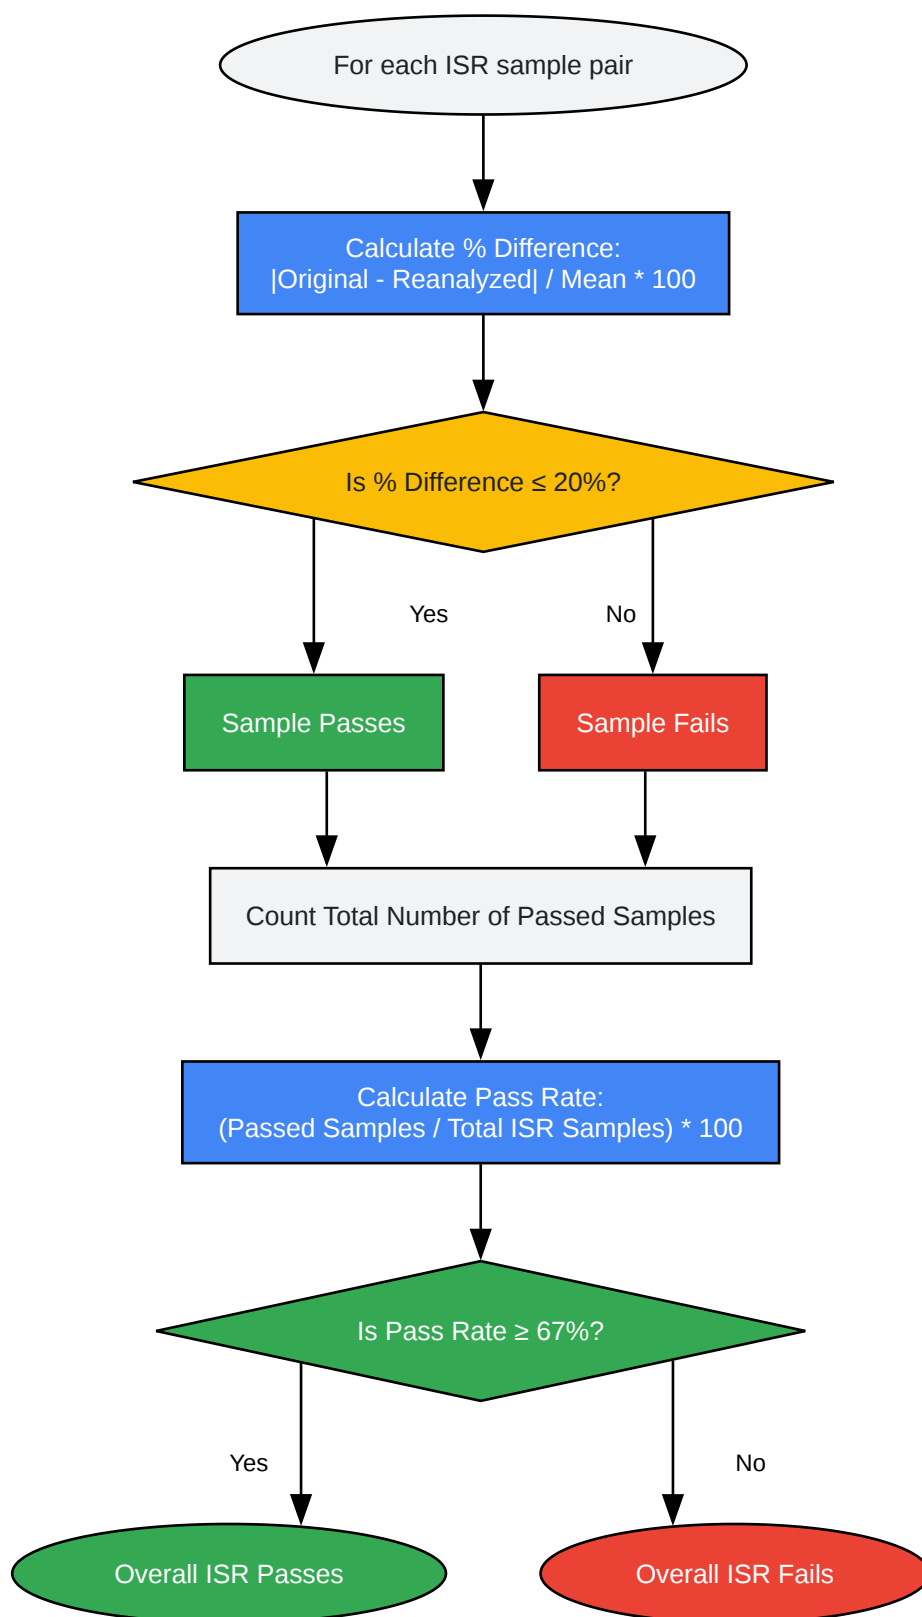 For each ISR sample pair
Calculate % Difference:
|Original - Reanalyzed| / Mean * 100
Is % Difference ≤ 20%?
Yes
No
Sample Passes
Sample Fails
Count Total Number of Passed Samples
Calculate Pass Rate:
(Passed Samples / Total ISR Samples) * 100
Is Pass Rate ≥ 67%?
Yes
No
Overall ISR Passes
Overall ISR Fails